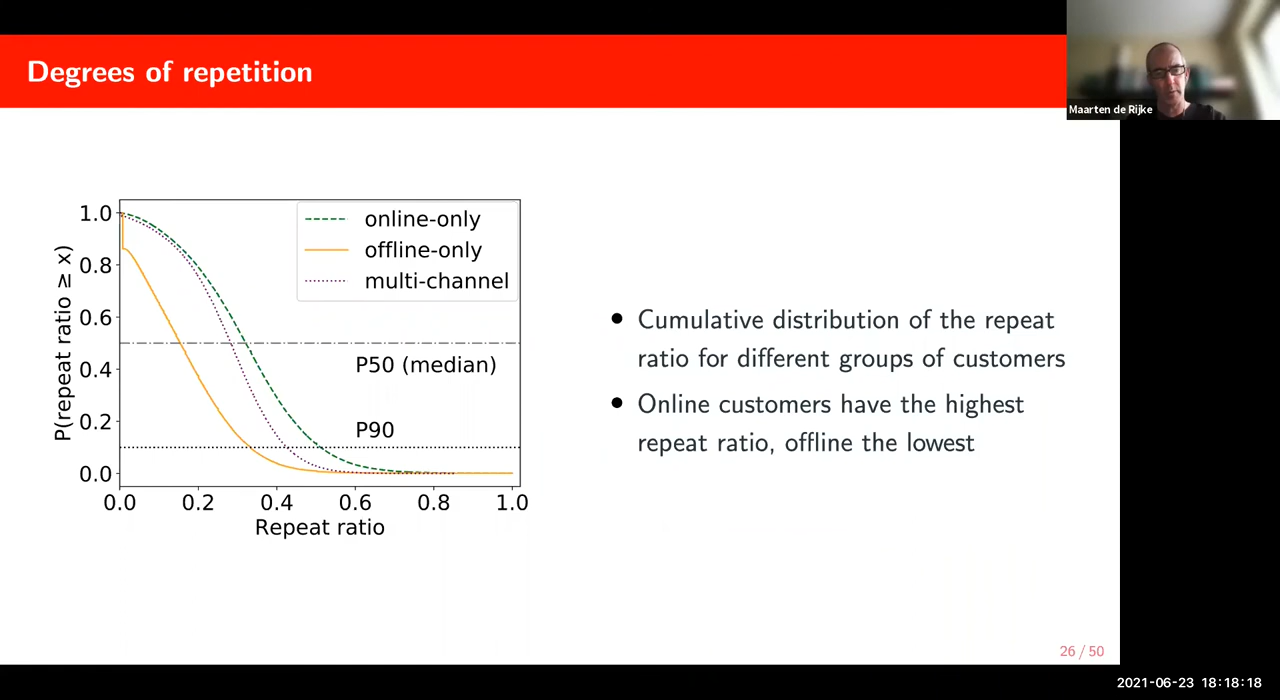 Degrees of repetition
Maarten de Rijke
1.0
0.8
0.6
0.4
0.2
0.0
P(repeat ratio ≥ x)
online-only
offline-only
multi-channel
P50 (median)
P90
0.0 0.2 0.4 0.6 0.8 1.0
Repeat ratio
• Cumulative distribution of the repeat
ratio for different groups of customers
• Online customers have the highest
repeat ratio, offline the lowest
26 / 50
2021-06-23 18:18:18